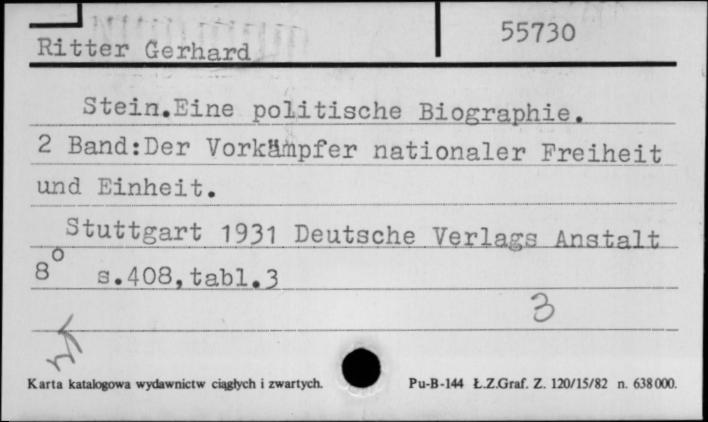 Ritter Gerhard
55730
Stein.Eine politische Biographie.
2 Band:Der Vorkämpfer nationaler Freiheit
und Einheit.
Stuttgart 1931 Deutsche Verlags Anstalt
8° s.408,tabl.3
3
Karta katalogowa wydawnictw ciągłych i zwartych.
Pu-B-144 Ł.Z.Graf. Z. 120/15/82 n. 638000.